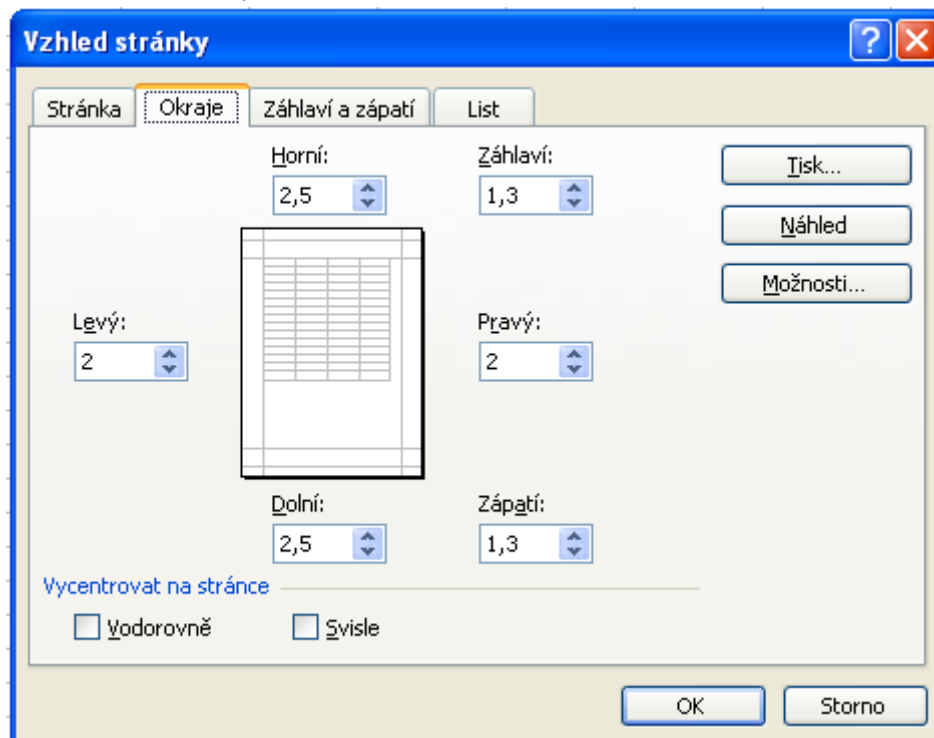 Vzhled stránky
Stránka Okraje Záhlaví a zápatí List
Horní: Záhlaví:
2,5 1,3
Tisk...
Náhled
Možnosti...
Levý: Pravý:
2 2
Dolní: Zápatí:
2,5 1,3
Vycentrovat na stránce
Vodorovně Svisle
OK Storno